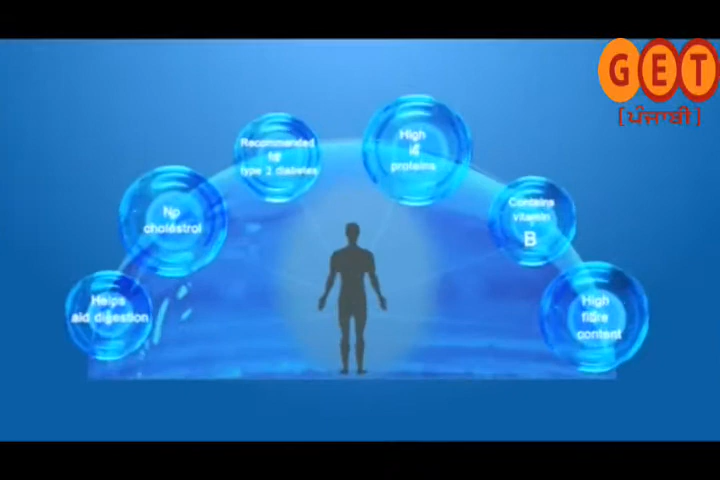 GET
[ਪੰਜਾਬੀ]
Helps
aid digestion
No
cholestrol
Recommended
for
type 2 diabetes
High
in
proteins
Contains
vitamin
B
High
fibre
content